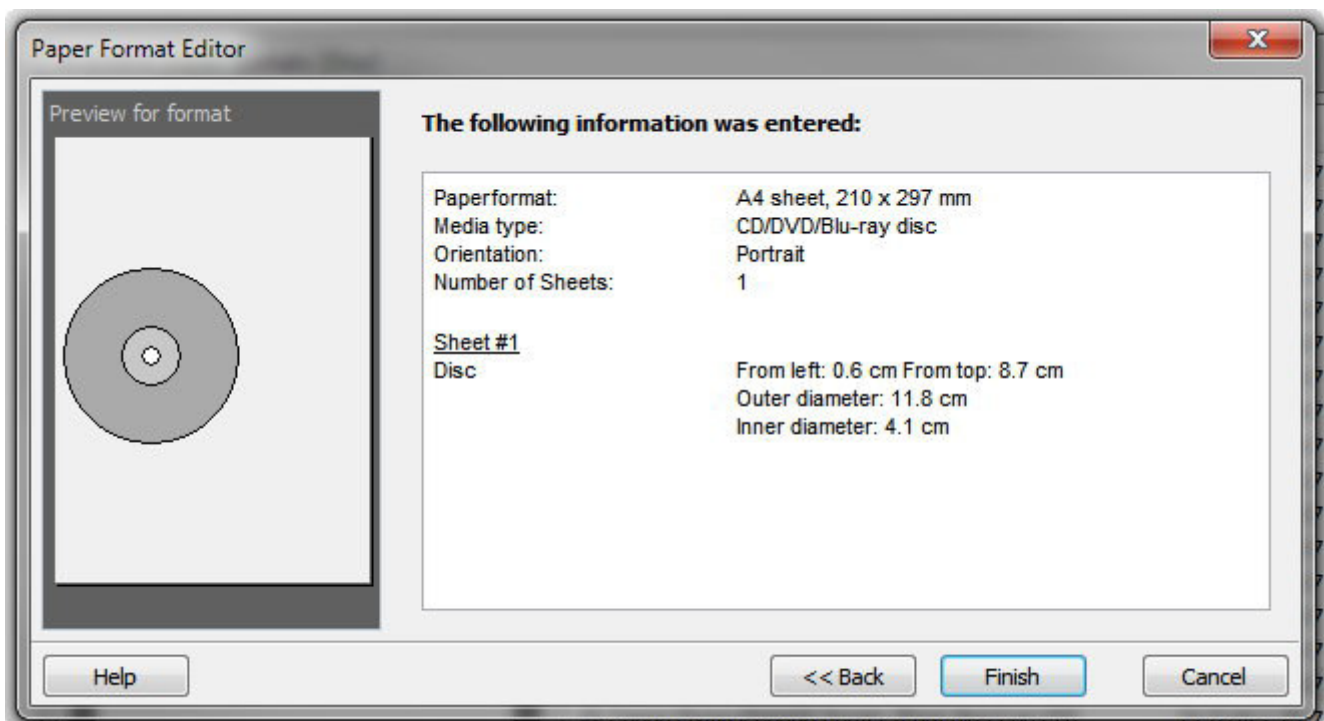 Paper Format Editor
Preview for format
The following information was entered:
Paperformat: A4 sheet, 210 x 297 mm
Media type: CD/DVD/Blu-ray disc
Orientation: Portrait
Number of Sheets: 1
Sheet #1
Disc From left: 0.6 cm From top: 8.7 cm
Outer diameter: 11.8 cm
Inner diameter: 4.1 cm
Help << Back Finish Cancel